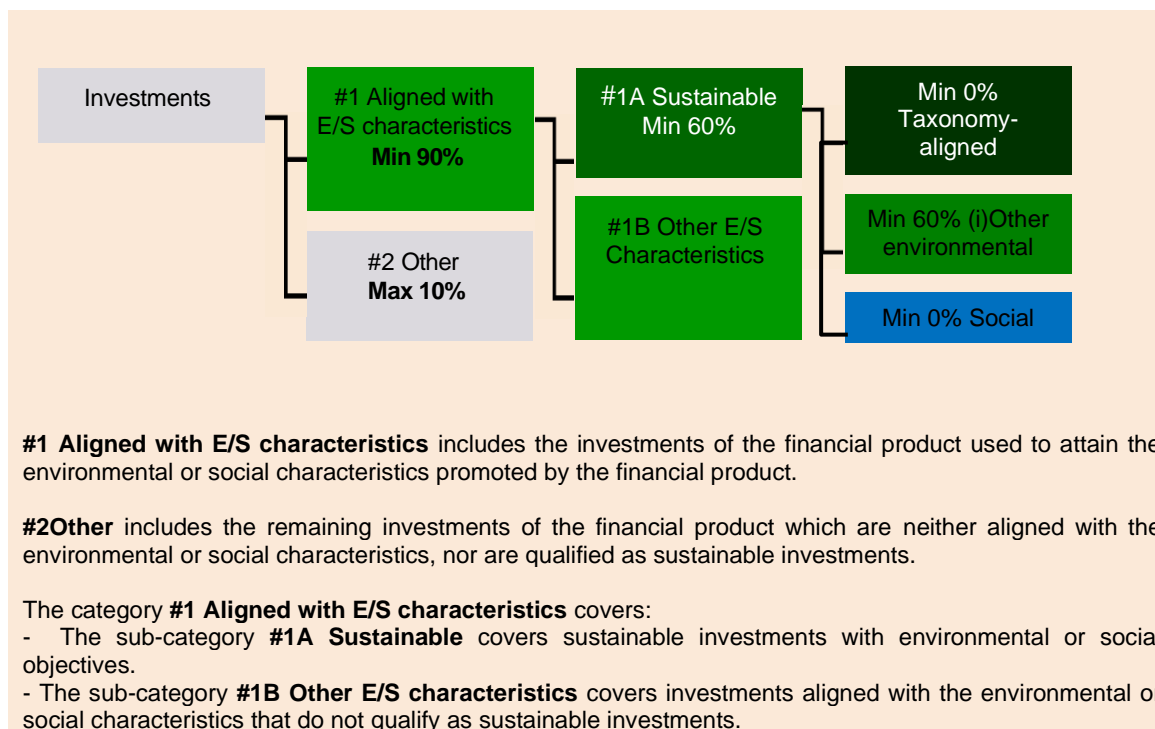 Investments
#1 Aligned with
E/S characteristics
Min 90%
#2 Other
Max 10%
#1A Sustainable
Min 60%
#1B Other E/S
Characteristics
Min 0%
Taxonomy-
aligned
Min 60% (i)Other
environmental
Min 0% Social
#1 Aligned with E/S characteristics includes the investments of the financial product used to attain the
environmental or social characteristics promoted by the financial product.
#2Other includes the remaining investments of the financial product which are neither aligned with the
environmental or social characteristics, nor are qualified as sustainable investments.
The category #1 Aligned with E/S characteristics covers:
- The sub-category #1A Sustainable covers sustainable investments with environmental or social
objectives.
- The sub-category #1B Other E/S characteristics covers investments aligned with the environmental or
social characteristics that do not qualify as sustainable investments.